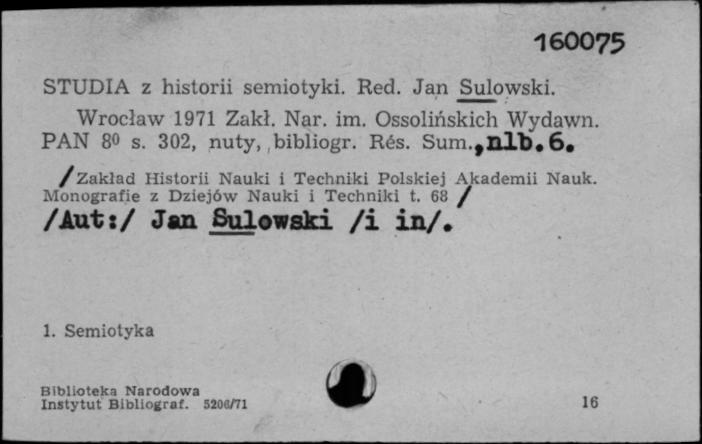 160075
STUDIA z historii semiotyki. Red. Jan Sulowski.
Wrocław 1971 Zakł. Nar. im. Ossolińskich Wydawn.
PAN 8⁰ s. 302, nuty, bibliogr. Rés. Sum.,nlb.6.
/Zakład Historii Nauki i Techniki Polskiej Akademii Nauk.
Monografie z Dziejów Nauki i Techniki t. 68 /
/Aut:/ Jan Sulowski /i in/.
1. Semiotyka
Biblioteka Narodowa
Instytut Bibliograf. 5206/71
16